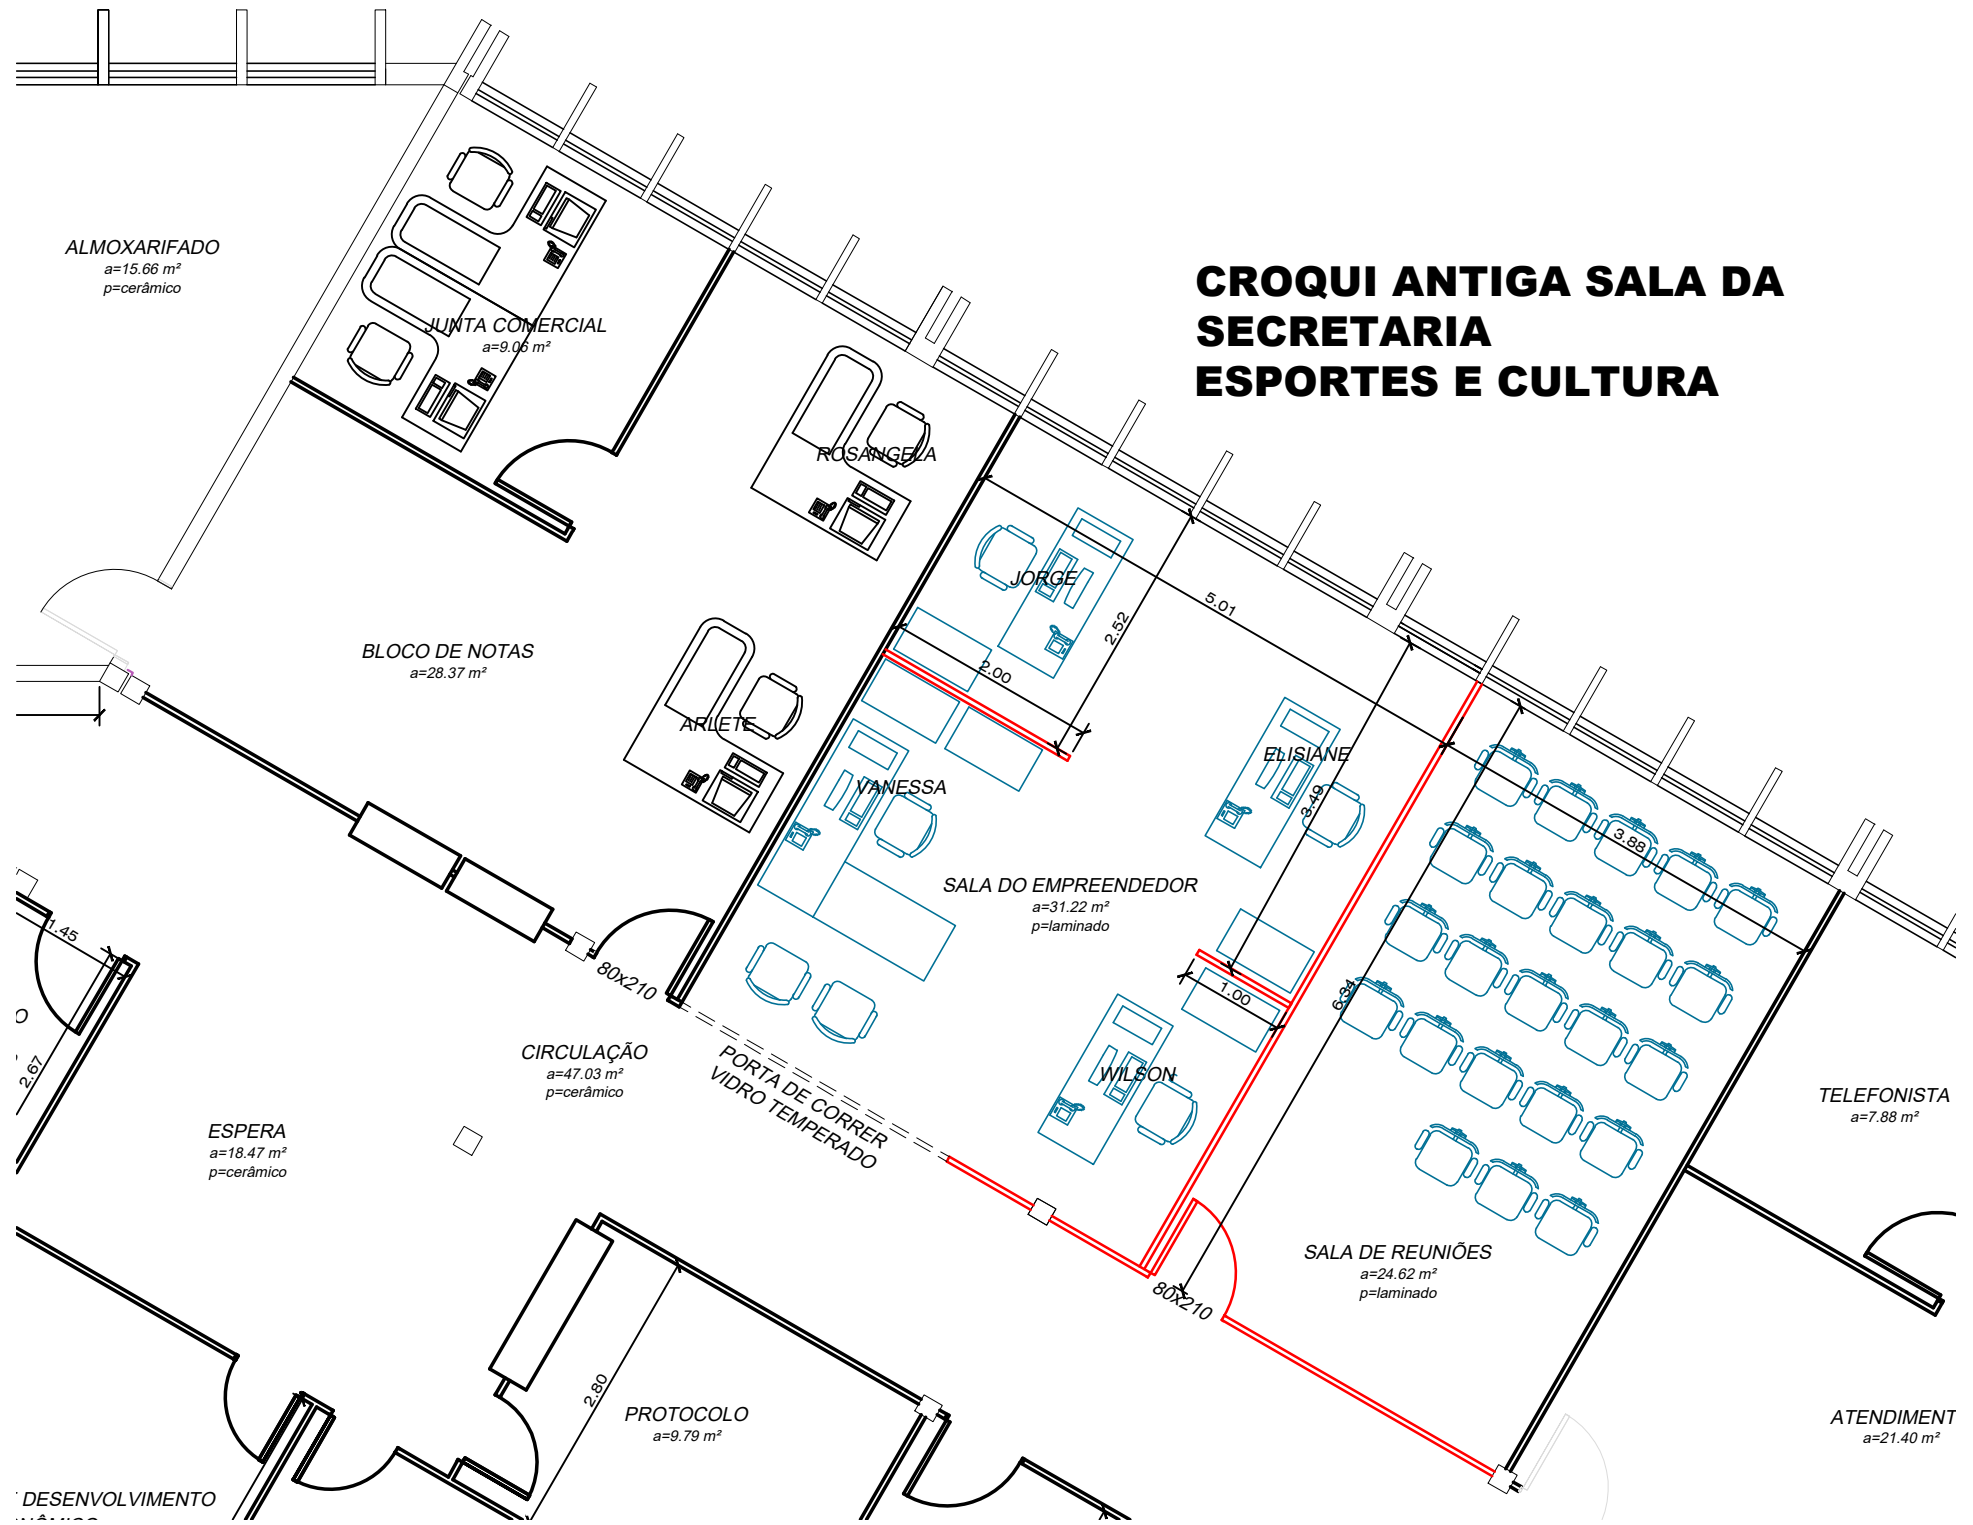 CROQUI ANTIGA SALA DA
SECRETARIA
ESPORTES E CULTURA
ALMOXARIFADO
a=15.66 m²
p=cerâmico
JUNTA COMERCIAL
a=9.06 m²
ROSANGELA
JORGE
5.01
2.52
2.00
BLOCO DE NOTAS
a=28.37 m²
ARLETE
VANESSA
ELISIANE
3.49
3.88
SALA DO EMPREENDEDOR
a=31.22 m²
p=laminado
1.45
80x210
1.00
6.34
2.67
CIRCULAÇÃO
a=47.03 m²
p=cerâmico
PORTA DE CORRER
VIDRO TEMPERADO
WILSON
TELEFONISTA
a=7.88 m²
ESPERA
a=18.47 m²
p=cerâmico
SALA DE REUNIÕES
a=24.62 m²
p=laminado
80x210
2.80
PROTOCOLO
a=9.79 m²
ATENDIMENT
a=21.40 m²
DESENVOLVIMENTO